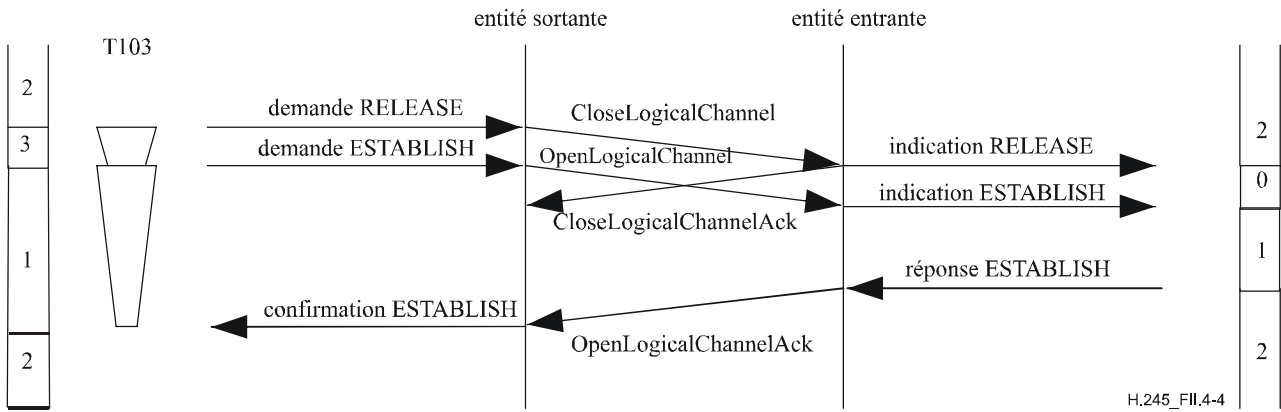 entité sortante
entité entrante
T103
2
demande RELEASE
CloseLogicalChannel
2
3
demande ESTABLISH
OpenLogicalChannel
indication RELEASE
0
indication ESTABLISH
CloseLogicalChannelAck
1
1
réponse ESTABLISH
confirmation ESTABLISH
OpenLogicalChannelAck
2
2
H.245_FII.4-4